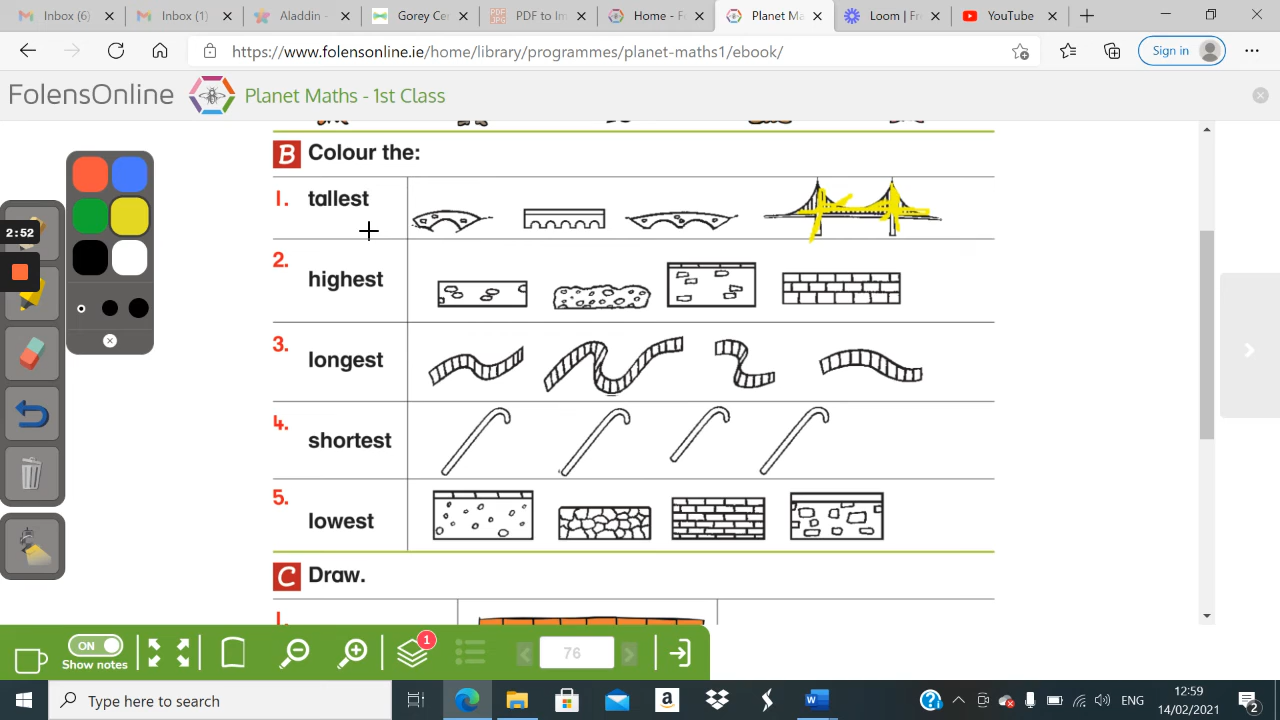 Inbox (6)
Inbox (1)
Aladdin -
Gorey Cer
PDF to Im
Home - F
Planet Ma
Loom | Fr
YouTube
https://www.folensonline.ie/home/library/programmes/planet-maths1/ebook/
Sign in
FolensOnline
Planet Maths - 1st Class
B Colour the:
1. tallest
2:52
2. highest
3. longest
4. shortest
5. lowest
C Draw.
1.
ON
Show notes
1
76
Type here to search
ENG
12:59
14/02/2021
2